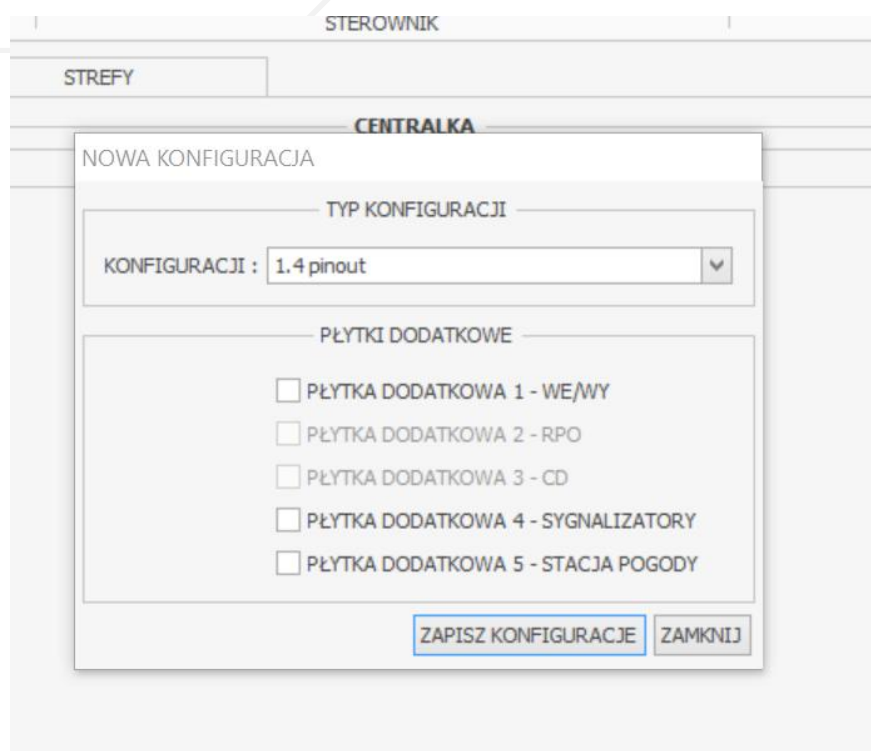 STEROWNIK
STREFY
CENTRALKA
NOWA KONFIGURACJA
TYP KONFIGURACJI
KONFIGURACJI : 1.4 pinout
PŁYTKI DODATKOWE
PŁYTKA DODATKOWA 1 - WE/WY
PŁYTKA DODATKOWA 2 - RPO
PŁYTKA DODATKOWA 3 - CD
PŁYTKA DODATKOWA 4 - SYGNALIZATORY
PŁYTKA DODATKOWA 5 - STACJA POGODY
ZAPISZ KONFIGURACJE ZAMKNIJ